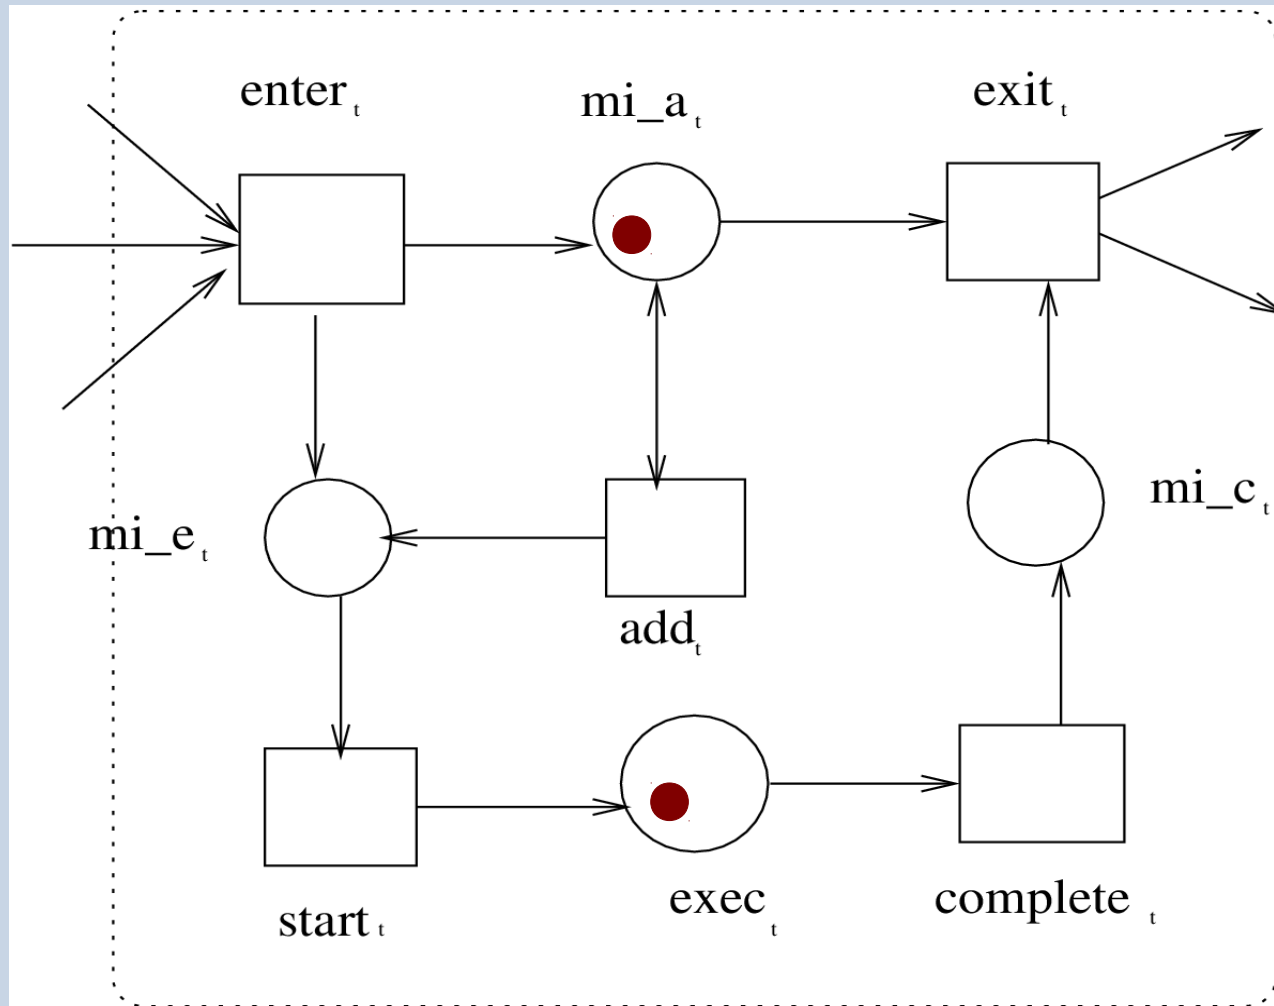 enter t
mi_a t
exit t
mi_e t
mi_c t
add t
start t
exec t
complete t